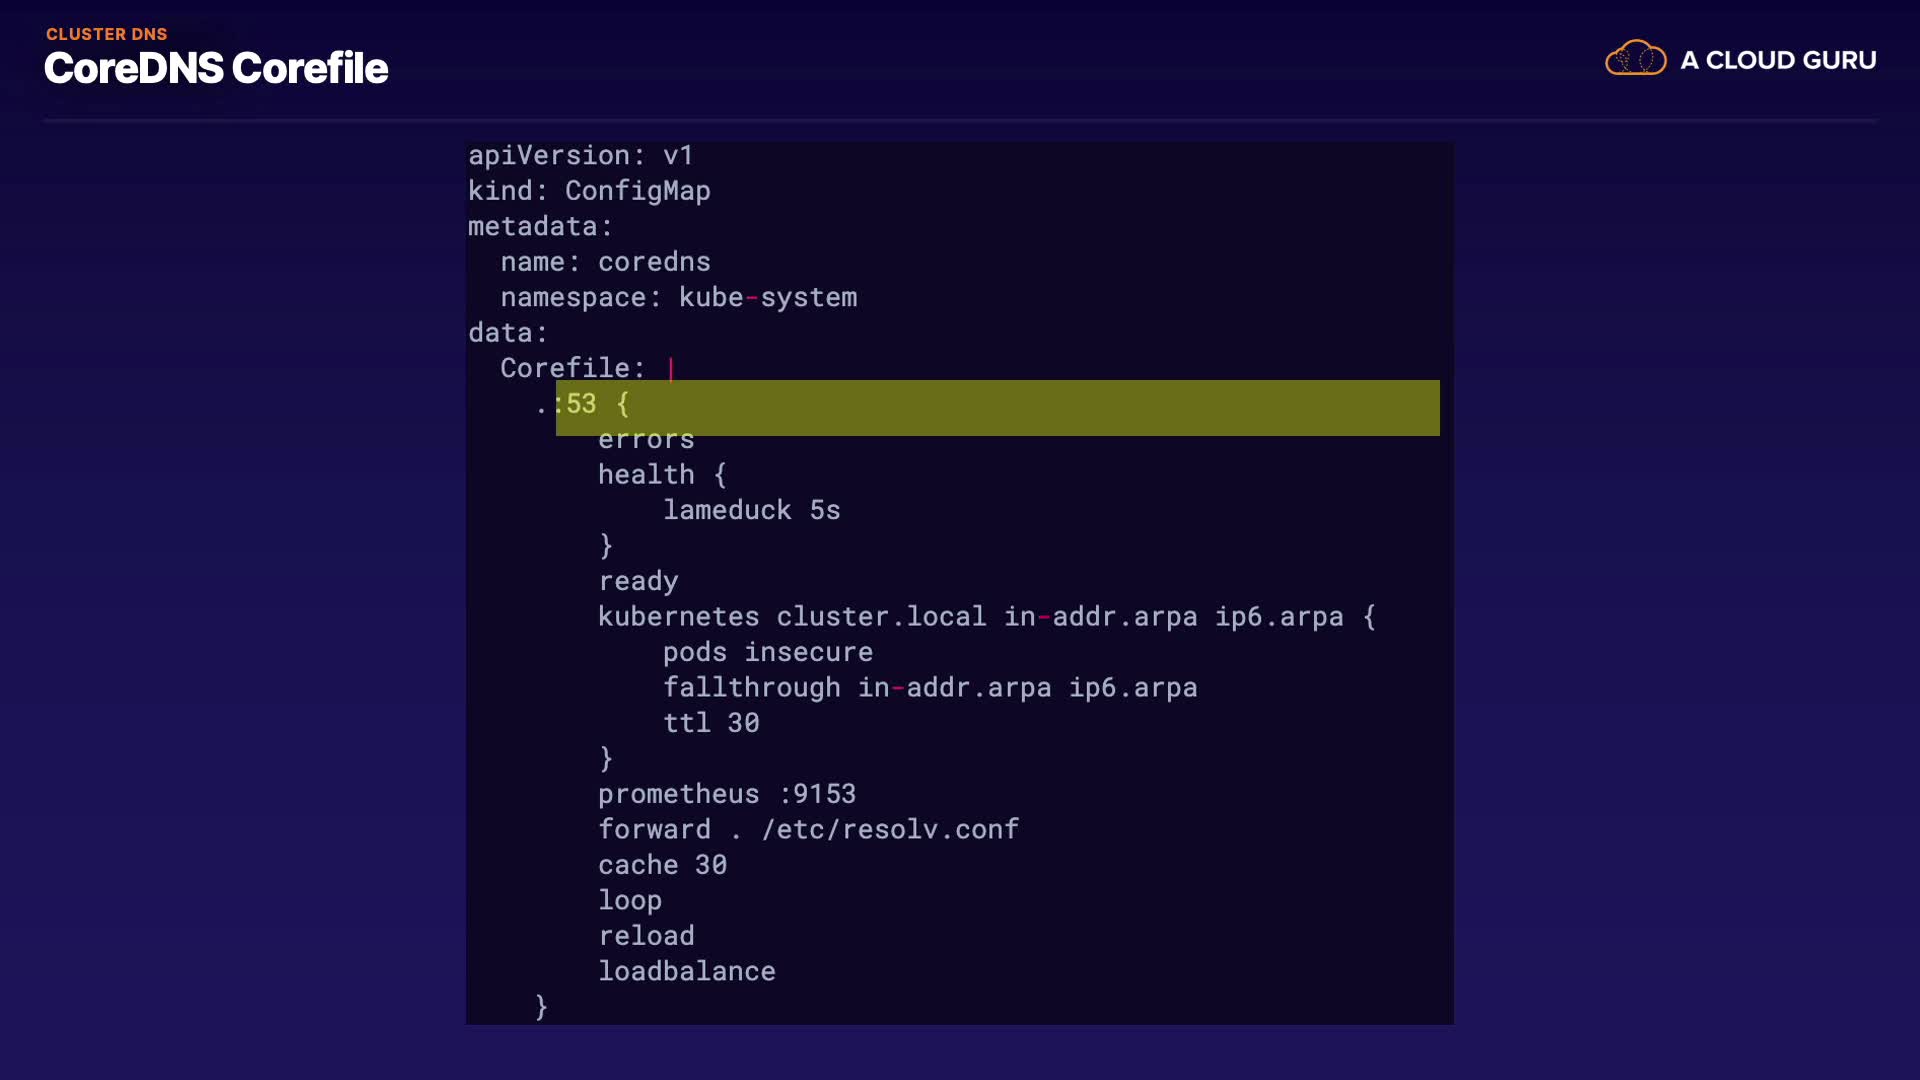 CLUSTER DNS
CoreDNS Corefile
A CLOUD GURU
apiVersion: v1
kind: ConfigMap
metadata:
  name: coredns
  namespace: kube-system
data:
  Corefile: |
    .:53 {
        errors
        health {
            lameduck 5s
        }
        ready
        kubernetes cluster.local in-addr.arpa ip6.arpa {
            pods insecure
            fallthrough in-addr.arpa ip6.arpa
            ttl 30
        }
        prometheus :9153
        forward . /etc/resolv.conf
        cache 30
        loop
        reload
        loadbalance
    }